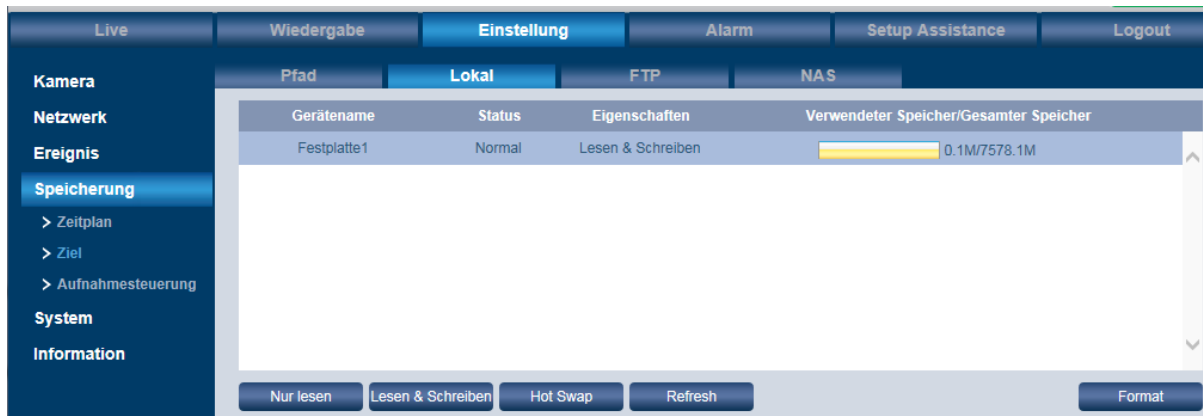 Live Wiedergabe Einstellung Alarm Setup Assistance Logout
Pfad Lokal FTP NAS
Kamera
Netzwerk
Ereignis
Speicherung
> Zeitplan
> Ziel
> Aufnahmesteuerung
System
Information
Gerätename Status Eigenschaften Verwendeter Speicher/Gesamter Speicher
Festplatte1 Normal Lesen & Schreiben 0.1M/7578.1M
Nur lesen Lesen & Schreiben Hot Swap Refresh Format